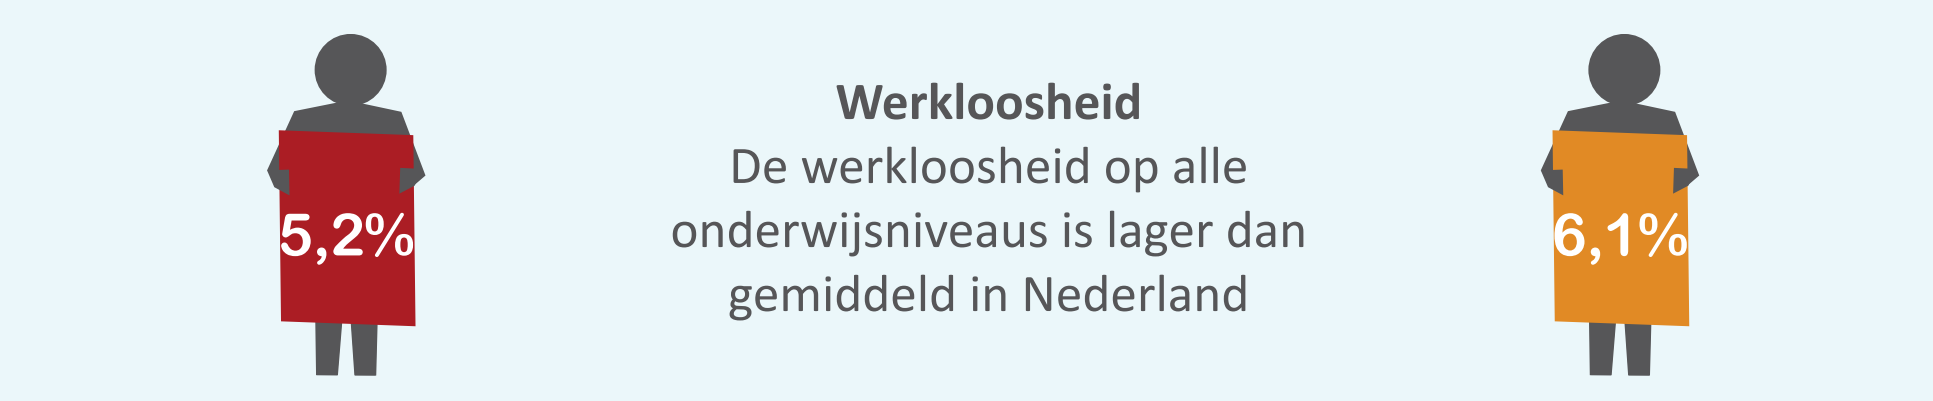 5,2%
Werkloosheid
De werkloosheid op alle
onderwijsniveaus is lager dan
gemiddeld in Nederland
6,1%